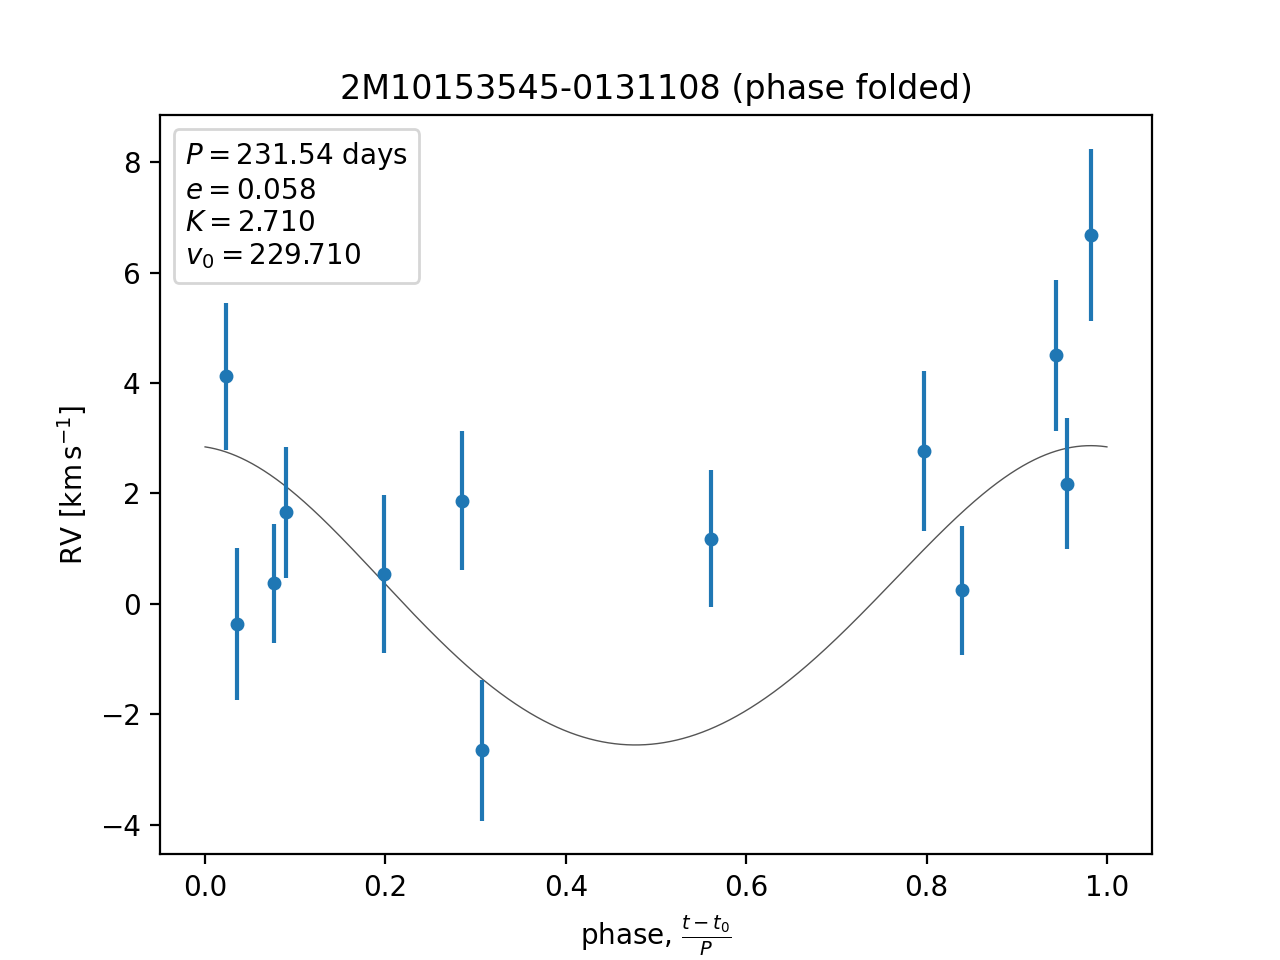 2M10153545-0131108 (phase folded)
P = 231.54 days
e = 0.058
K = 2.710
v₀ = 229.710
8
6
4
2
0
−2
−4
RV [km s⁻¹]
0.0 0.2 0.4 0.6 0.8 1.0
phase, (t − t₀)/P